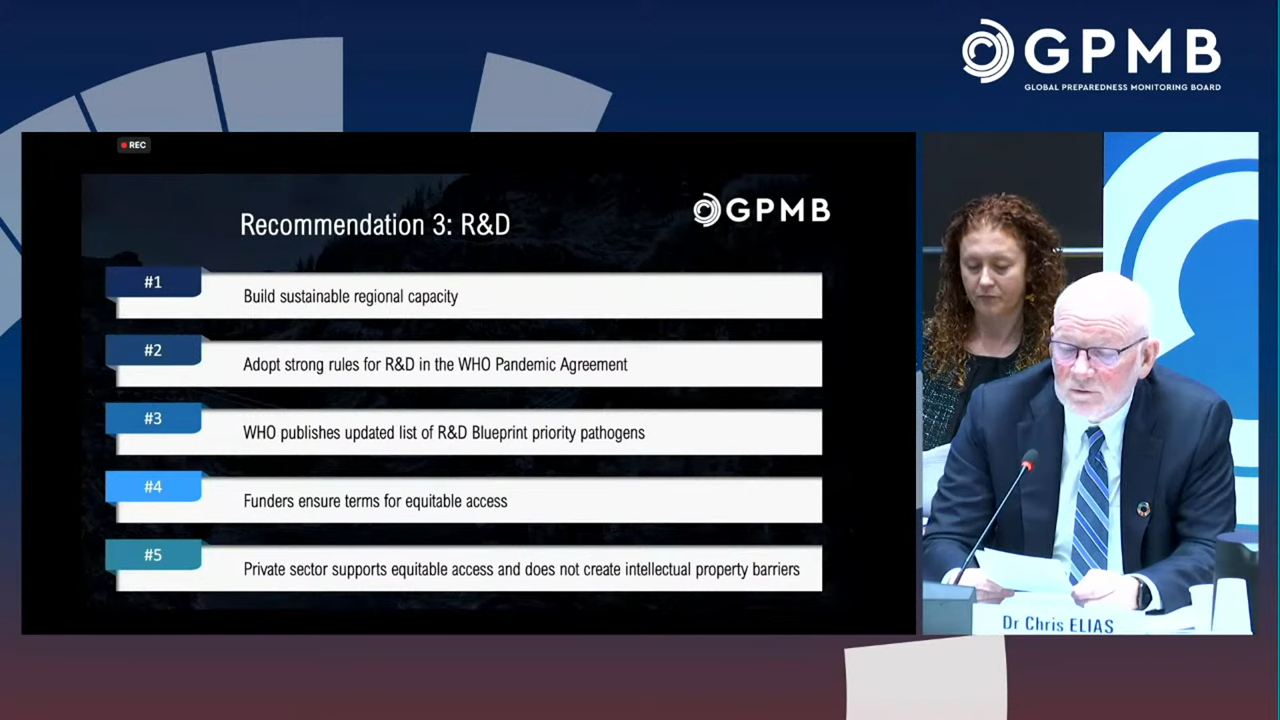 GPMB
GLOBAL PREPAREDNESS MONITORING BOARD
REC
Recommendation 3: R&D
GPMB
#1
Build sustainable regional capacity
#2
Adopt strong rules for R&D in the WHO Pandemic Agreement
#3
WHO publishes updated list of R&D Blueprint priority pathogens
#4
Funders ensure terms for equitable access
#5
Private sector supports equitable access and does not create intellectual property barriers
Dr Chris ELIAS